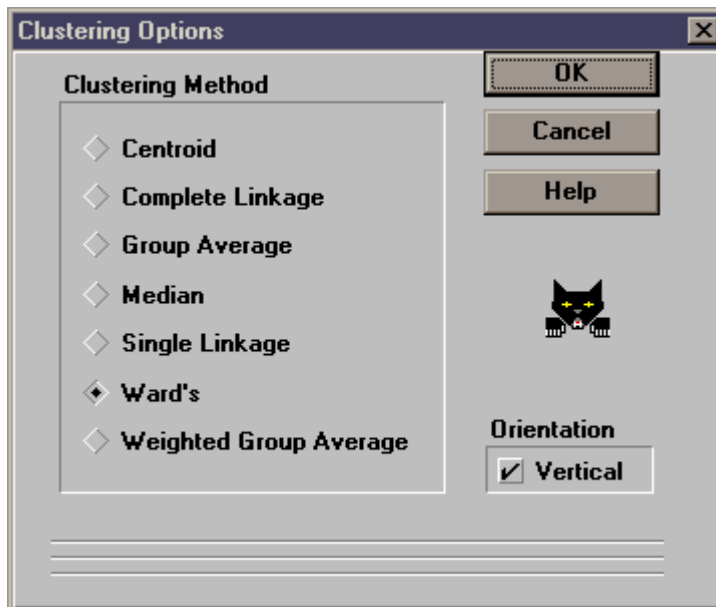 Clustering Options
Clustering Method
Centroid
Complete Linkage
Group Average
Median
Single Linkage
Ward's
Weighted Group Average
OK
Cancel
Help
Orientation
Vertical